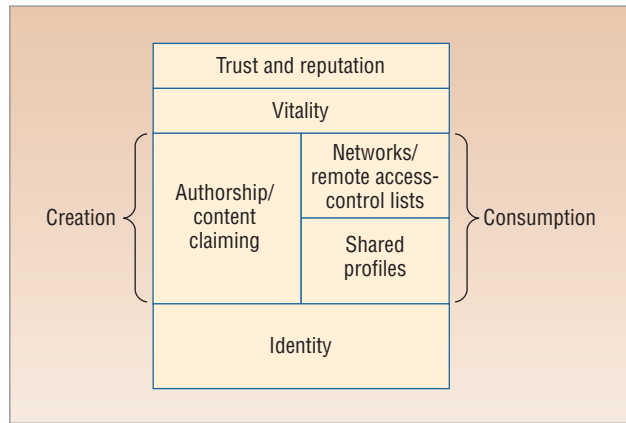 Trust and reputation
Vitality
Creation
Authorship/
content
claiming
Networks/
remote access-
control lists
Shared
profiles
Consumption
Identity